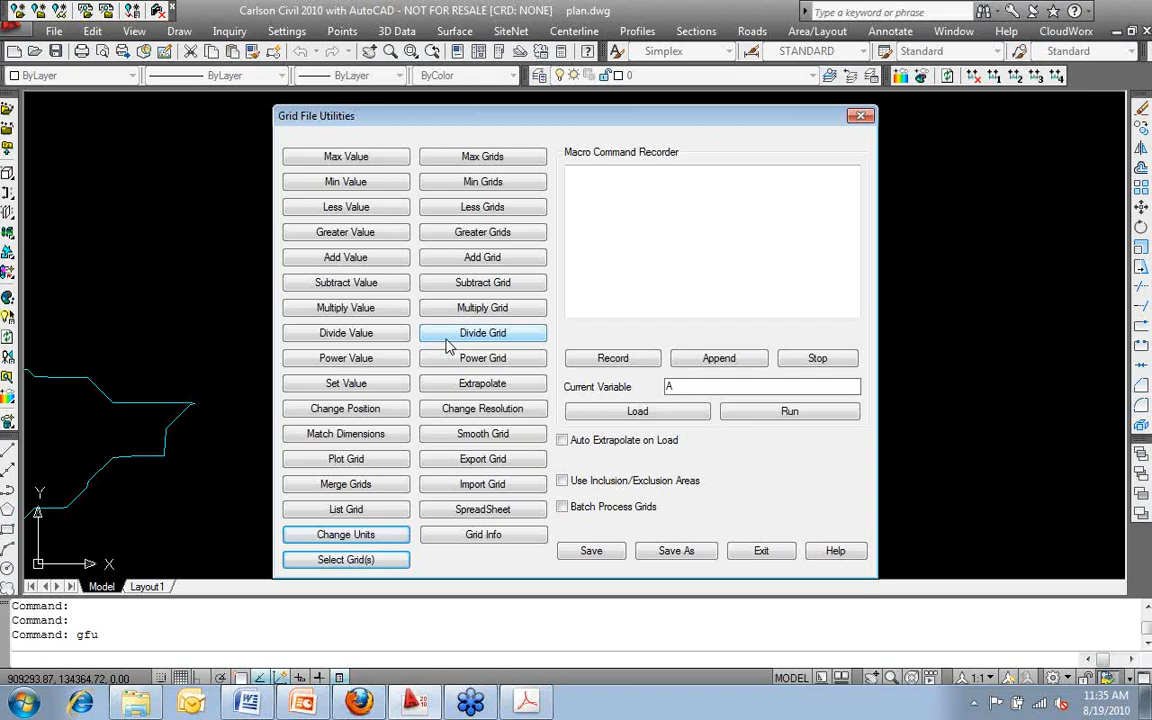 Carlson Civil 2010 with AutoCAD - NOT FOR RESALE [CRD: NONE] plan.dwg
Type a keyword or phrase
File Edit View Draw Inquiry Settings Points 3D Data Surface SiteNet Centerline Profiles Sections Roads Area/Layout Annotate Window Help CloudWorx
Simplex STANDARD Standard Standard
ByLayer ByLayer ByLayer ByColor 0
Grid File Utilities
Max Value Max Grids Macro Command Recorder
Min Value Min Grids
Less Value Less Grids
Greater Value Greater Grids
Add Value Add Grid
Subtract Value Subtract Grid
Multiply Value Multiply Grid
Divide Value Divide Grid
Power Value Power Grid Record Append Stop
Set Value Extrapolate Current Variable A
Change Position Change Resolution Load Run
Match Dimensions Smooth Grid Auto Extrapolate on Load
Plot Grid Export Grid
Merge Grids Import Grid Use Inclusion/Exclusion Areas
List Grid SpreadSheet Batch Process Grids
Change Units Grid Info
Select Grid(s) Save Save As Exit Help
Y
X
Model Layout1
Command:
Command:
Command: gfu
909293.87, 134364.72, 0.00 MODEL 1:1
11:35 AM
8/19/2010